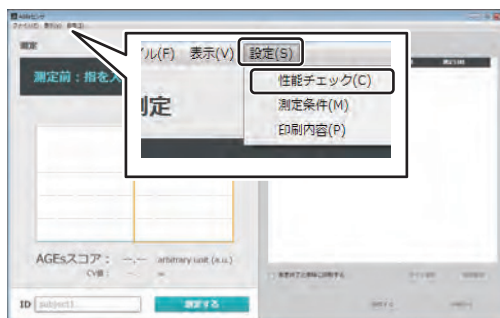 AGEsセンサ
ファイル(F) 表示(V) 設定(S)
測定
測定前：指を入
イル(F) 表示(V) 設定(S)
性能チェック(C)
測定条件(M)
印刷内容(P)
測定
AGEsスコア： --.-- arbitrary unit (a.u.)
CV値： -- %
ID subject1
測定する